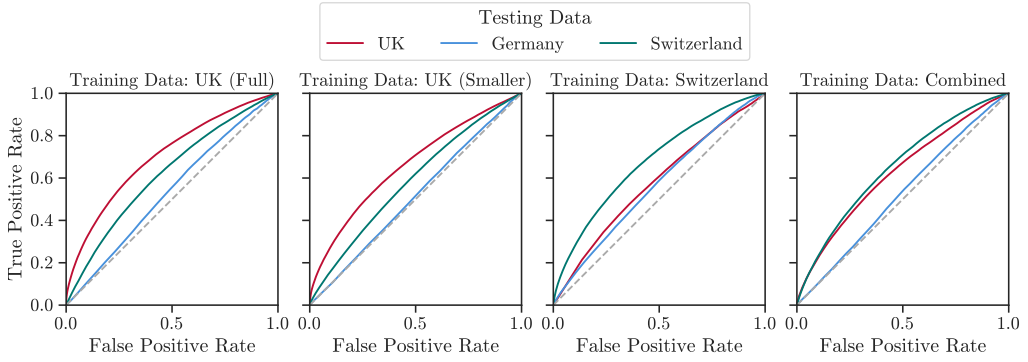 Testing Data
UK Germany Switzerland
Training Data: UK (Full) Training Data: UK (Smaller) Training Data: Switzerland Training Data: Combined
True Positive Rate
1.0
0.8
0.6
0.4
0.2
0.0
0.0 0.5 1.0 0.0 0.5 1.0 0.0 0.5 1.0 0.0 0.5 1.0
False Positive Rate False Positive Rate False Positive Rate False Positive Rate